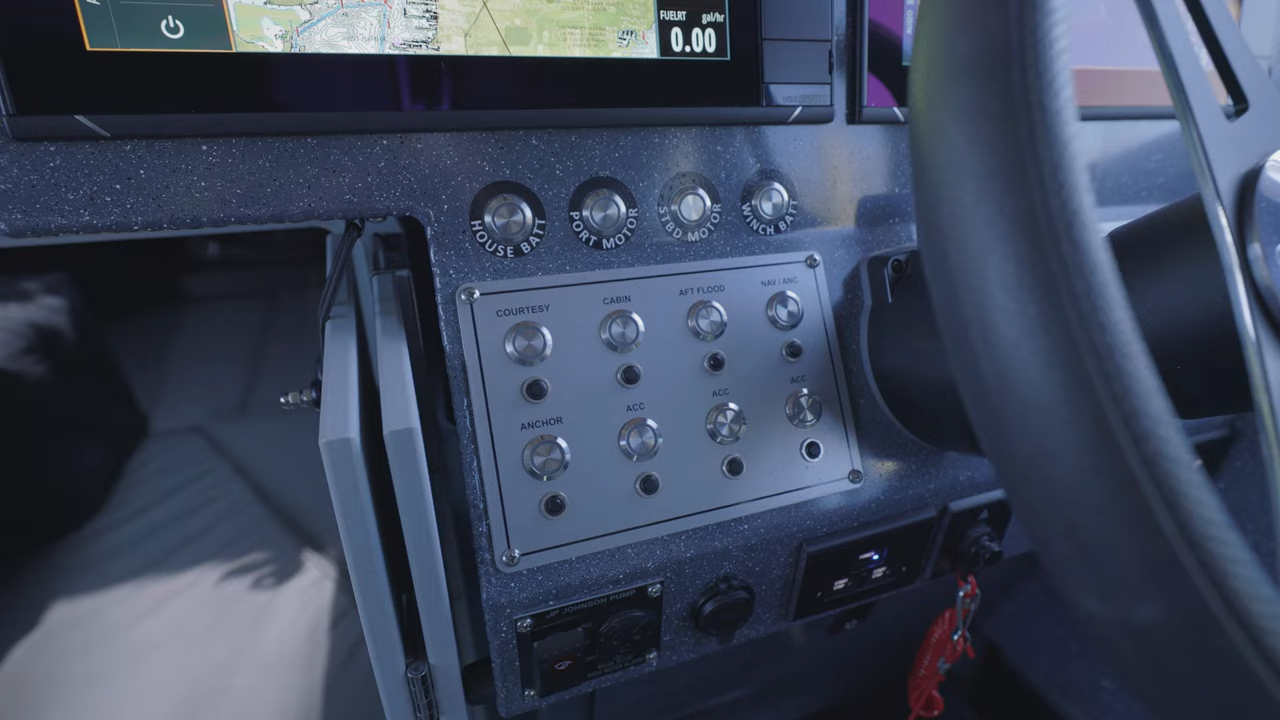 FUELRT gal/hr
0.00
HOUSE BATT
PORT MOTOR
STBD MOTOR
WINCH BATT
COURTESY
CABIN
AFT FLOOD
NAV / ANC
ANCHOR
ACC
ACC
ACC
JOHNSON PUMP